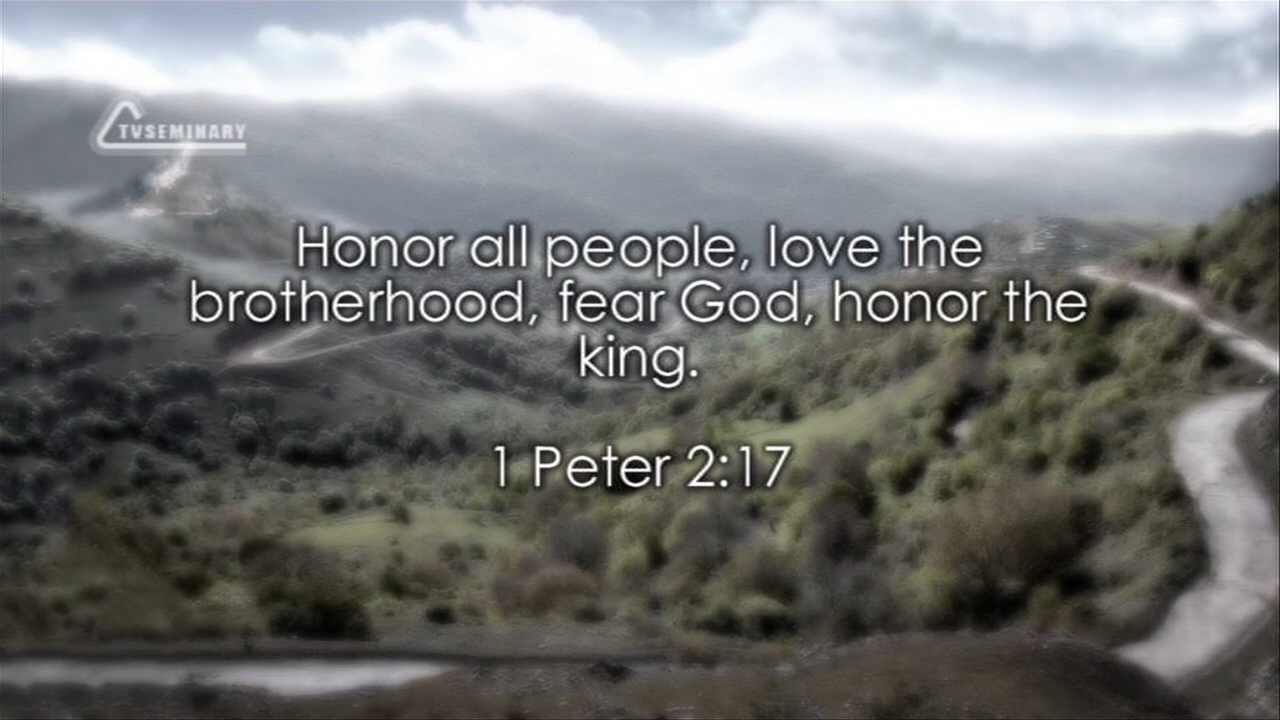 TVSEMINARY
Honor all people, love the
brotherhood, fear God, honor the
king.
1 Peter 2:17